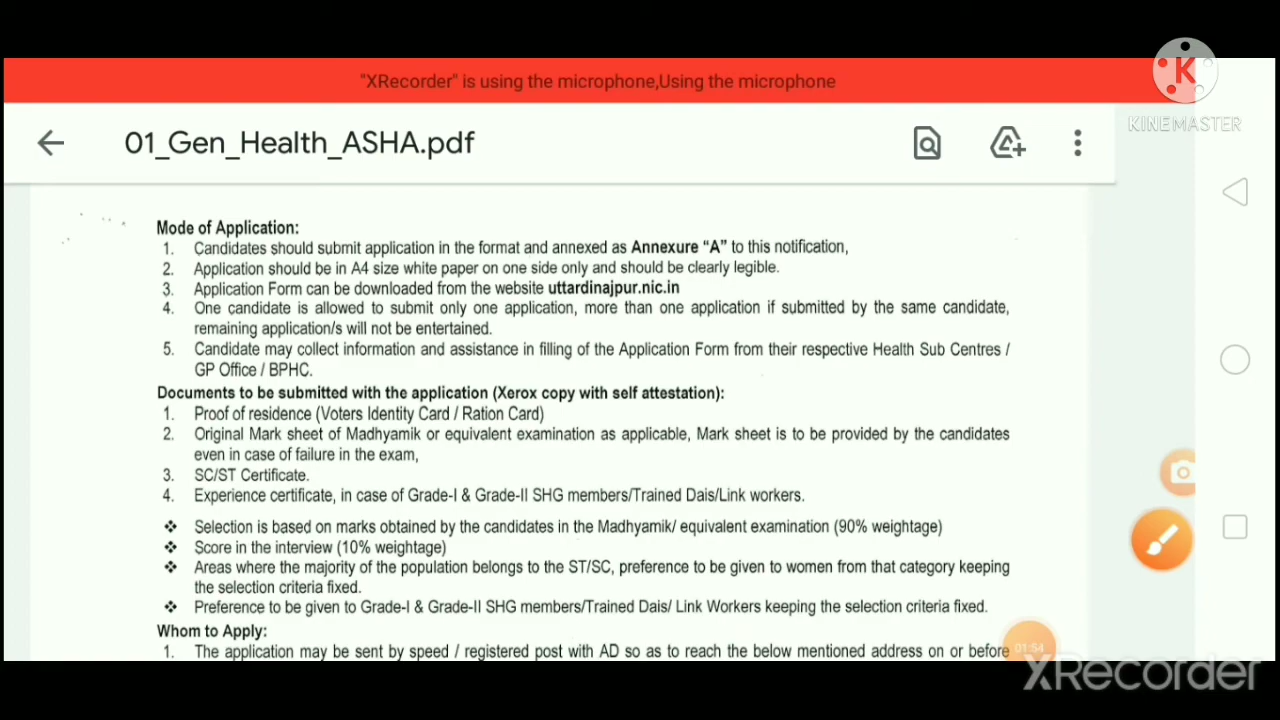 "XRecorder" is using the microphone,Using the microphone
KINEMASTER
01_Gen_Health_ASHA.pdf
Mode of Application:
1. Candidates should submit application in the format and annexed as Annexure “A” to this notification,
2. Application should be in A4 size white paper on one side only and should be clearly legible.
3. Application Form can be downloaded from the website uttardinajpur.nic.in
4. One candidate is allowed to submit only one application, more than one application if submitted by the same candidate,
remaining application/s will not be entertained.
5. Candidate may collect information and assistance in filling of the Application Form from their respective Health Sub Centres /
GP Office / BPHC.
Documents to be submitted with the application (Xerox copy with self attestation):
1. Proof of residence (Voters Identity Card / Ration Card)
2. Original Mark sheet of Madhyamik or equivalent examination as applicable, Mark sheet is to be provided by the candidates
even in case of failure in the exam,
3. SC/ST Certificate.
4. Experience certificate, in case of Grade-I & Grade-II SHG members/Trained Dais/Link workers.
❖ Selection is based on marks obtained by the candidates in the Madhyamik/ equivalent examination (90% weightage)
❖ Score in the interview (10% weightage)
❖ Areas where the majority of the population belongs to the ST/SC, preference to be given to women from that category keeping
the selection criteria fixed.
❖ Preference to be given to Grade-I & Grade-II SHG members/Trained Dais/ Link Workers keeping the selection criteria fixed.
Whom to Apply:
1. The application may be sent by speed / registered post with AD so as to reach the below mentioned address on or before
01:54
XRecorder